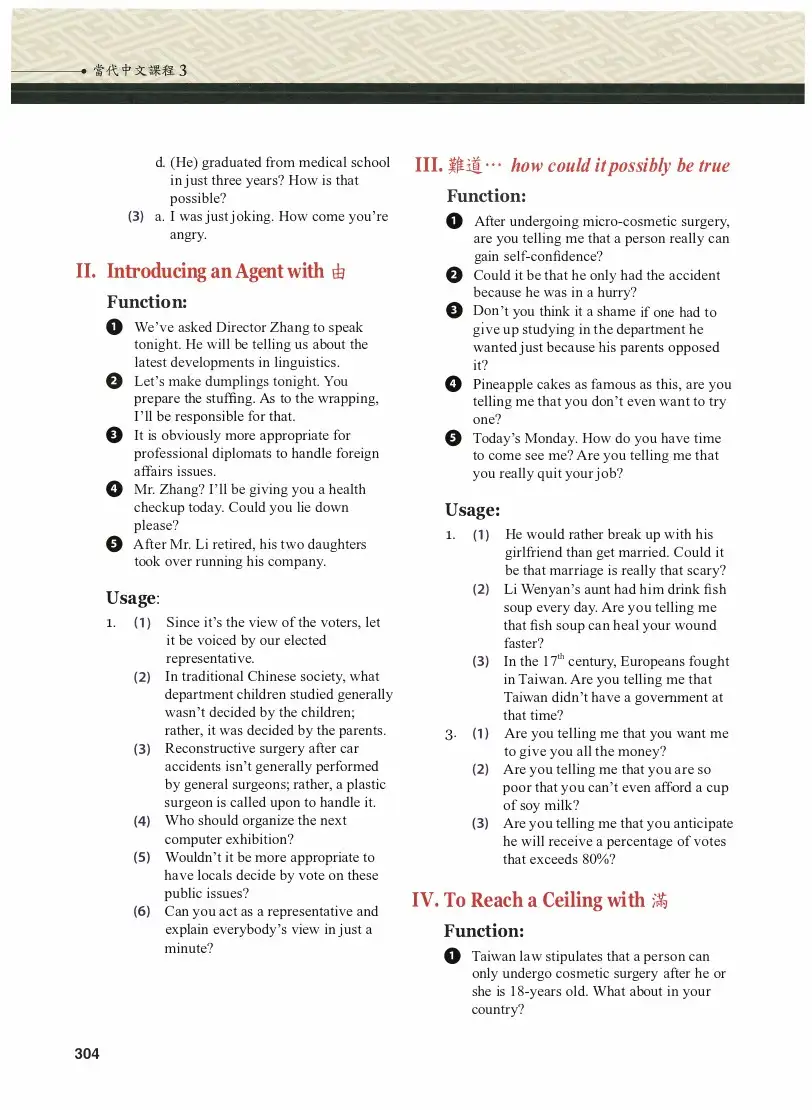 當代中文課程 3
d. (He) graduated from medical school
in just three years? How is that
possible?
(3) a. I was just joking. How come you're
angry.
II. Introducing an Agent with 由
Function:
1 We've asked Director Zhang to speak
tonight. He will be telling us about the
latest developments in linguistics.
2 Let's make dumplings tonight. You
prepare the stuffing. As to the wrapping,
I'll be responsible for that.
3 It is obviously more appropriate for
professional diplomats to handle foreign
affairs issues.
4 Mr. Zhang? I'll be giving you a health
checkup today. Could you lie down
please?
5 After Mr. Li retired, his two daughters
took over running his company.
Usage:
1. (1) Since it's the view of the voters, let
it be voiced by our elected
representative.
(2) In traditional Chinese society, what
department children studied generally
wasn't decided by the children;
rather, it was decided by the parents.
(3) Reconstructive surgery after car
accidents isn't generally performed
by general surgeons; rather, a plastic
surgeon is called upon to handle it.
(4) Who should organize the next
computer exhibition?
(5) Wouldn't it be more appropriate to
have locals decide by vote on these
public issues?
(6) Can you act as a representative and
explain everybody's view in just a
minute?
III. 難道… how could it possibly be true
Function:
1 After undergoing micro-cosmetic surgery,
are you telling me that a person really can
gain self-confidence?
2 Could it be that he only had the accident
because he was in a hurry?
3 Don't you think it a shame if one had to
give up studying in the department he
wanted just because his parents opposed
it?
4 Pineapple cakes as famous as this, are you
telling me that you don't even want to try
one?
5 Today's Monday. How do you have time
to come see me? Are you telling me that
you really quit your job?
Usage:
1. (1) He would rather break up with his
girlfriend than get married. Could it
be that marriage is really that scary?
(2) Li Wenyan's aunt had him drink fish
soup every day. Are you telling me
that fish soup can heal your wound
faster?
(3) In the 17th century, Europeans fought
in Taiwan. Are you telling me that
Taiwan didn't have a government at
that time?
3. (1) Are you telling me that you want me
to give you all the money?
(2) Are you telling me that you are so
poor that you can't even afford a cup
of soy milk?
(3) Are you telling me that you anticipate
he will receive a percentage of votes
that exceeds 80%?
IV. To Reach a Ceiling with 滿
Function:
1 Taiwan law stipulates that a person can
only undergo cosmetic surgery after he or
she is 18-years old. What about in your
country?
304